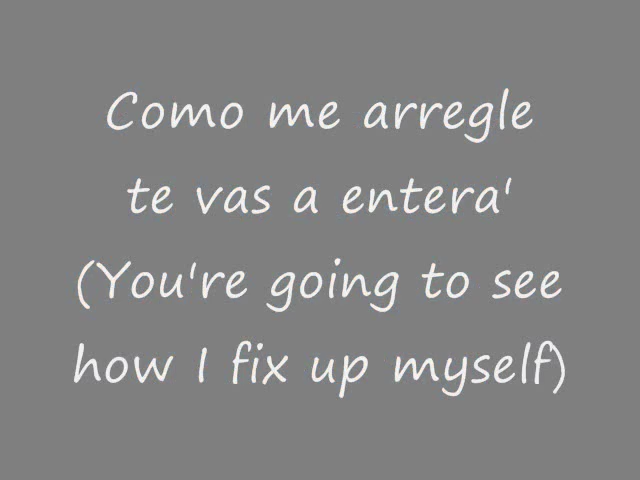 Como me arregle
te vas a entera'
(You're going to see
how I fix up myself)